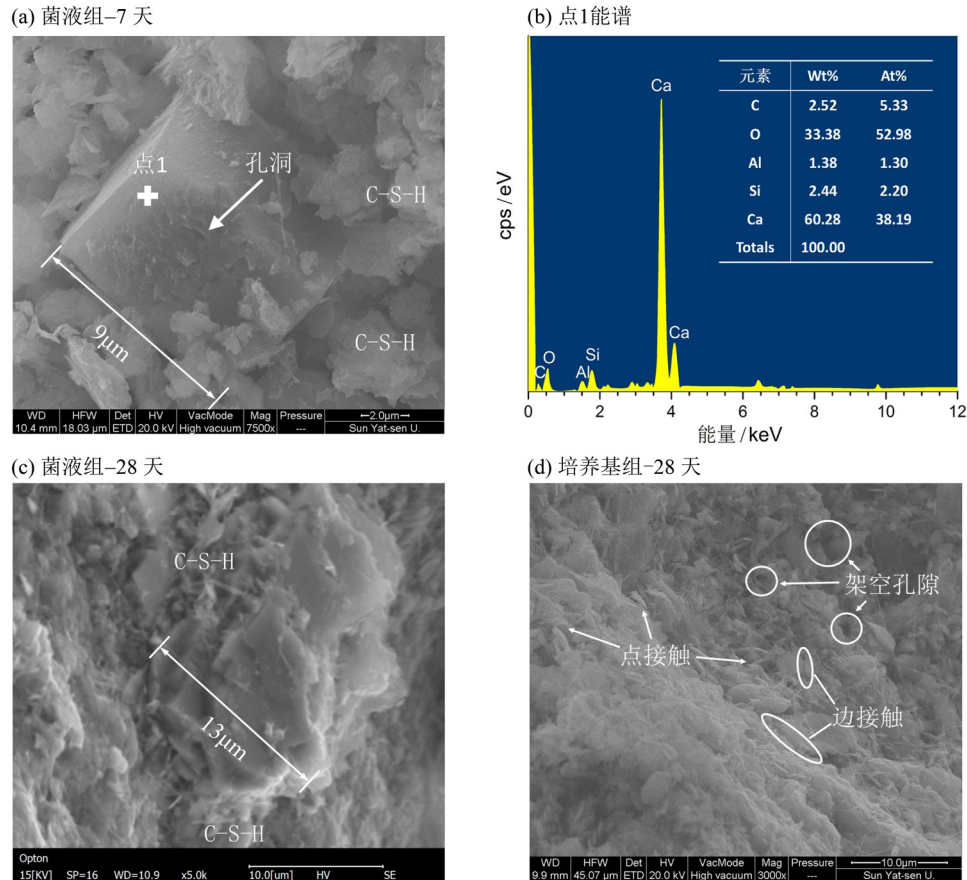 (a) 菌液组–7 天
点1
孔洞
C-S-H
C-S-H
9μm
WD HFW Det HV VacMode Mag Pressure 2.0μm
10.4 mm 18.03 μm ETD 20.0 kV High vacuum 7500x --- Sun Yat-sen U.
(b) 点1能谱
元素 Wt% At%
C 2.52 5.33
O 33.38 52.98
Al 1.38 1.30
Si 2.44 2.20
Ca 60.28 38.19
Totals 100.00
Ca
Ca
Si
Al
O
C
cps / eV
0 2 4 6 8 10 12
能量 / keV
(c) 菌液组–28 天
C-S-H
13μm
C-S-H
Opton
15[KV] SP=16 WD=10.9 x5.0k 10.0[um] HV SE
(d) 培养基组-28 天
架空孔隙
点接触
边接触
WD HFW Det HV VacMode Mag Pressure 10.0μm
9.9 mm 45.07 μm ETD 20.0 kV High vacuum 3000x --- Sun Yat-sen U.